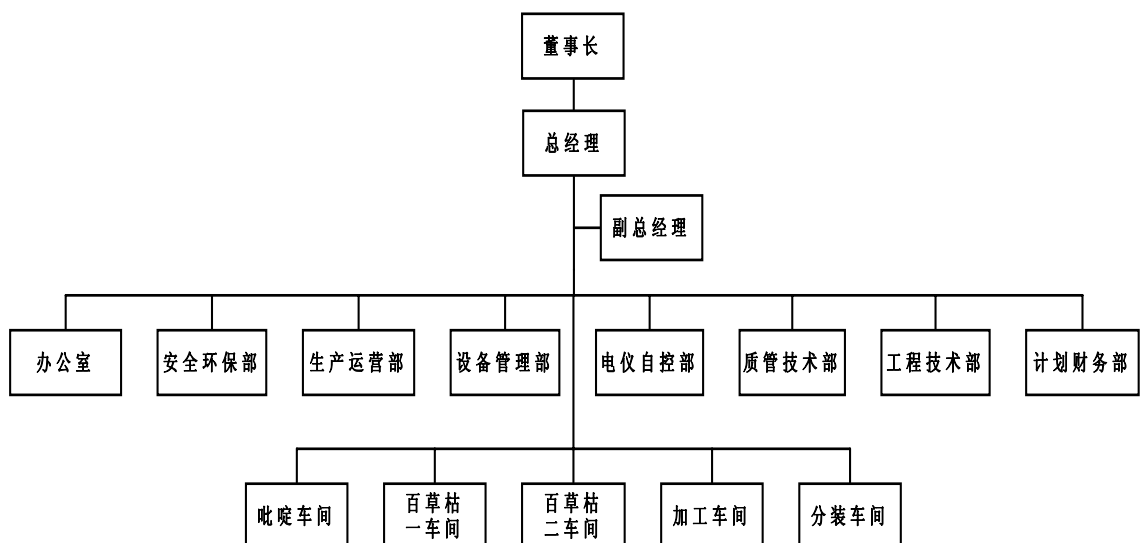 董事长
总经理
副总经理
办公室
安全环保部
生产运营部
设备管理部
电仪自控部
质管技术部
工程技术部
计划财务部
吡啶车间
百草枯
一车间
百草枯
二车间
加工车间
分装车间